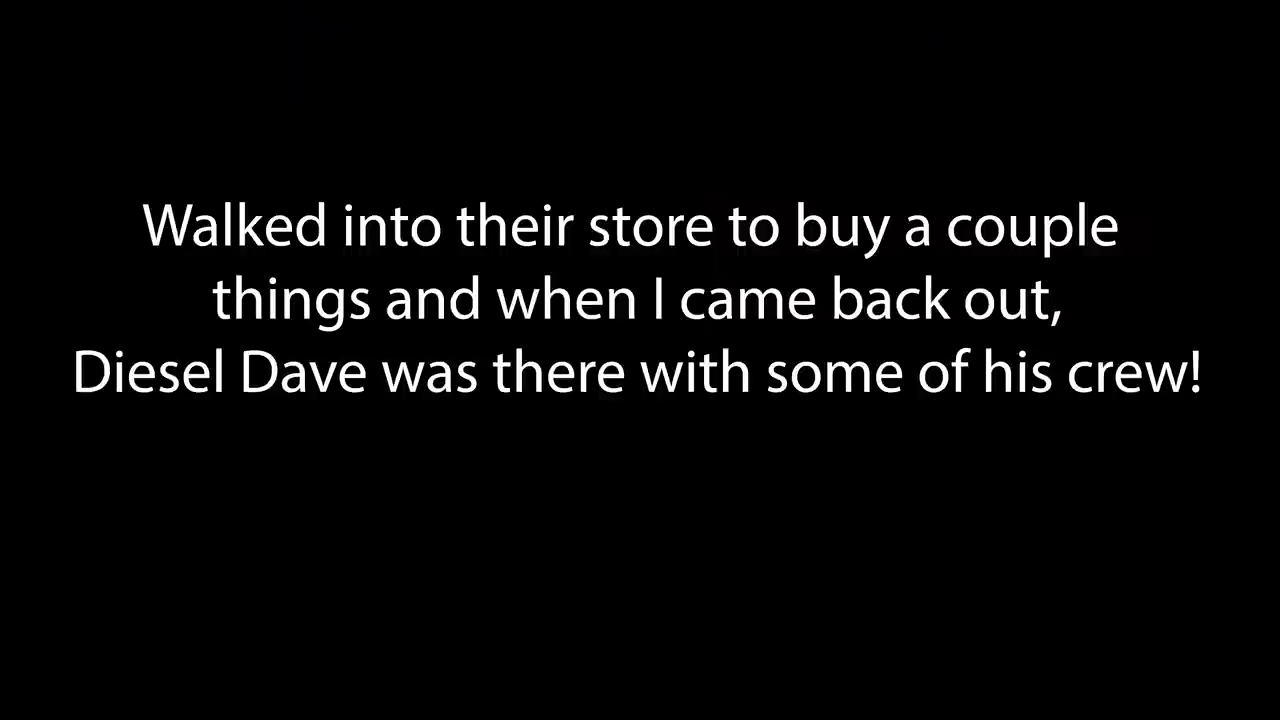 Walked into their store to buy a couple
things and when I came back out,
Diesel Dave was there with some of his crew!